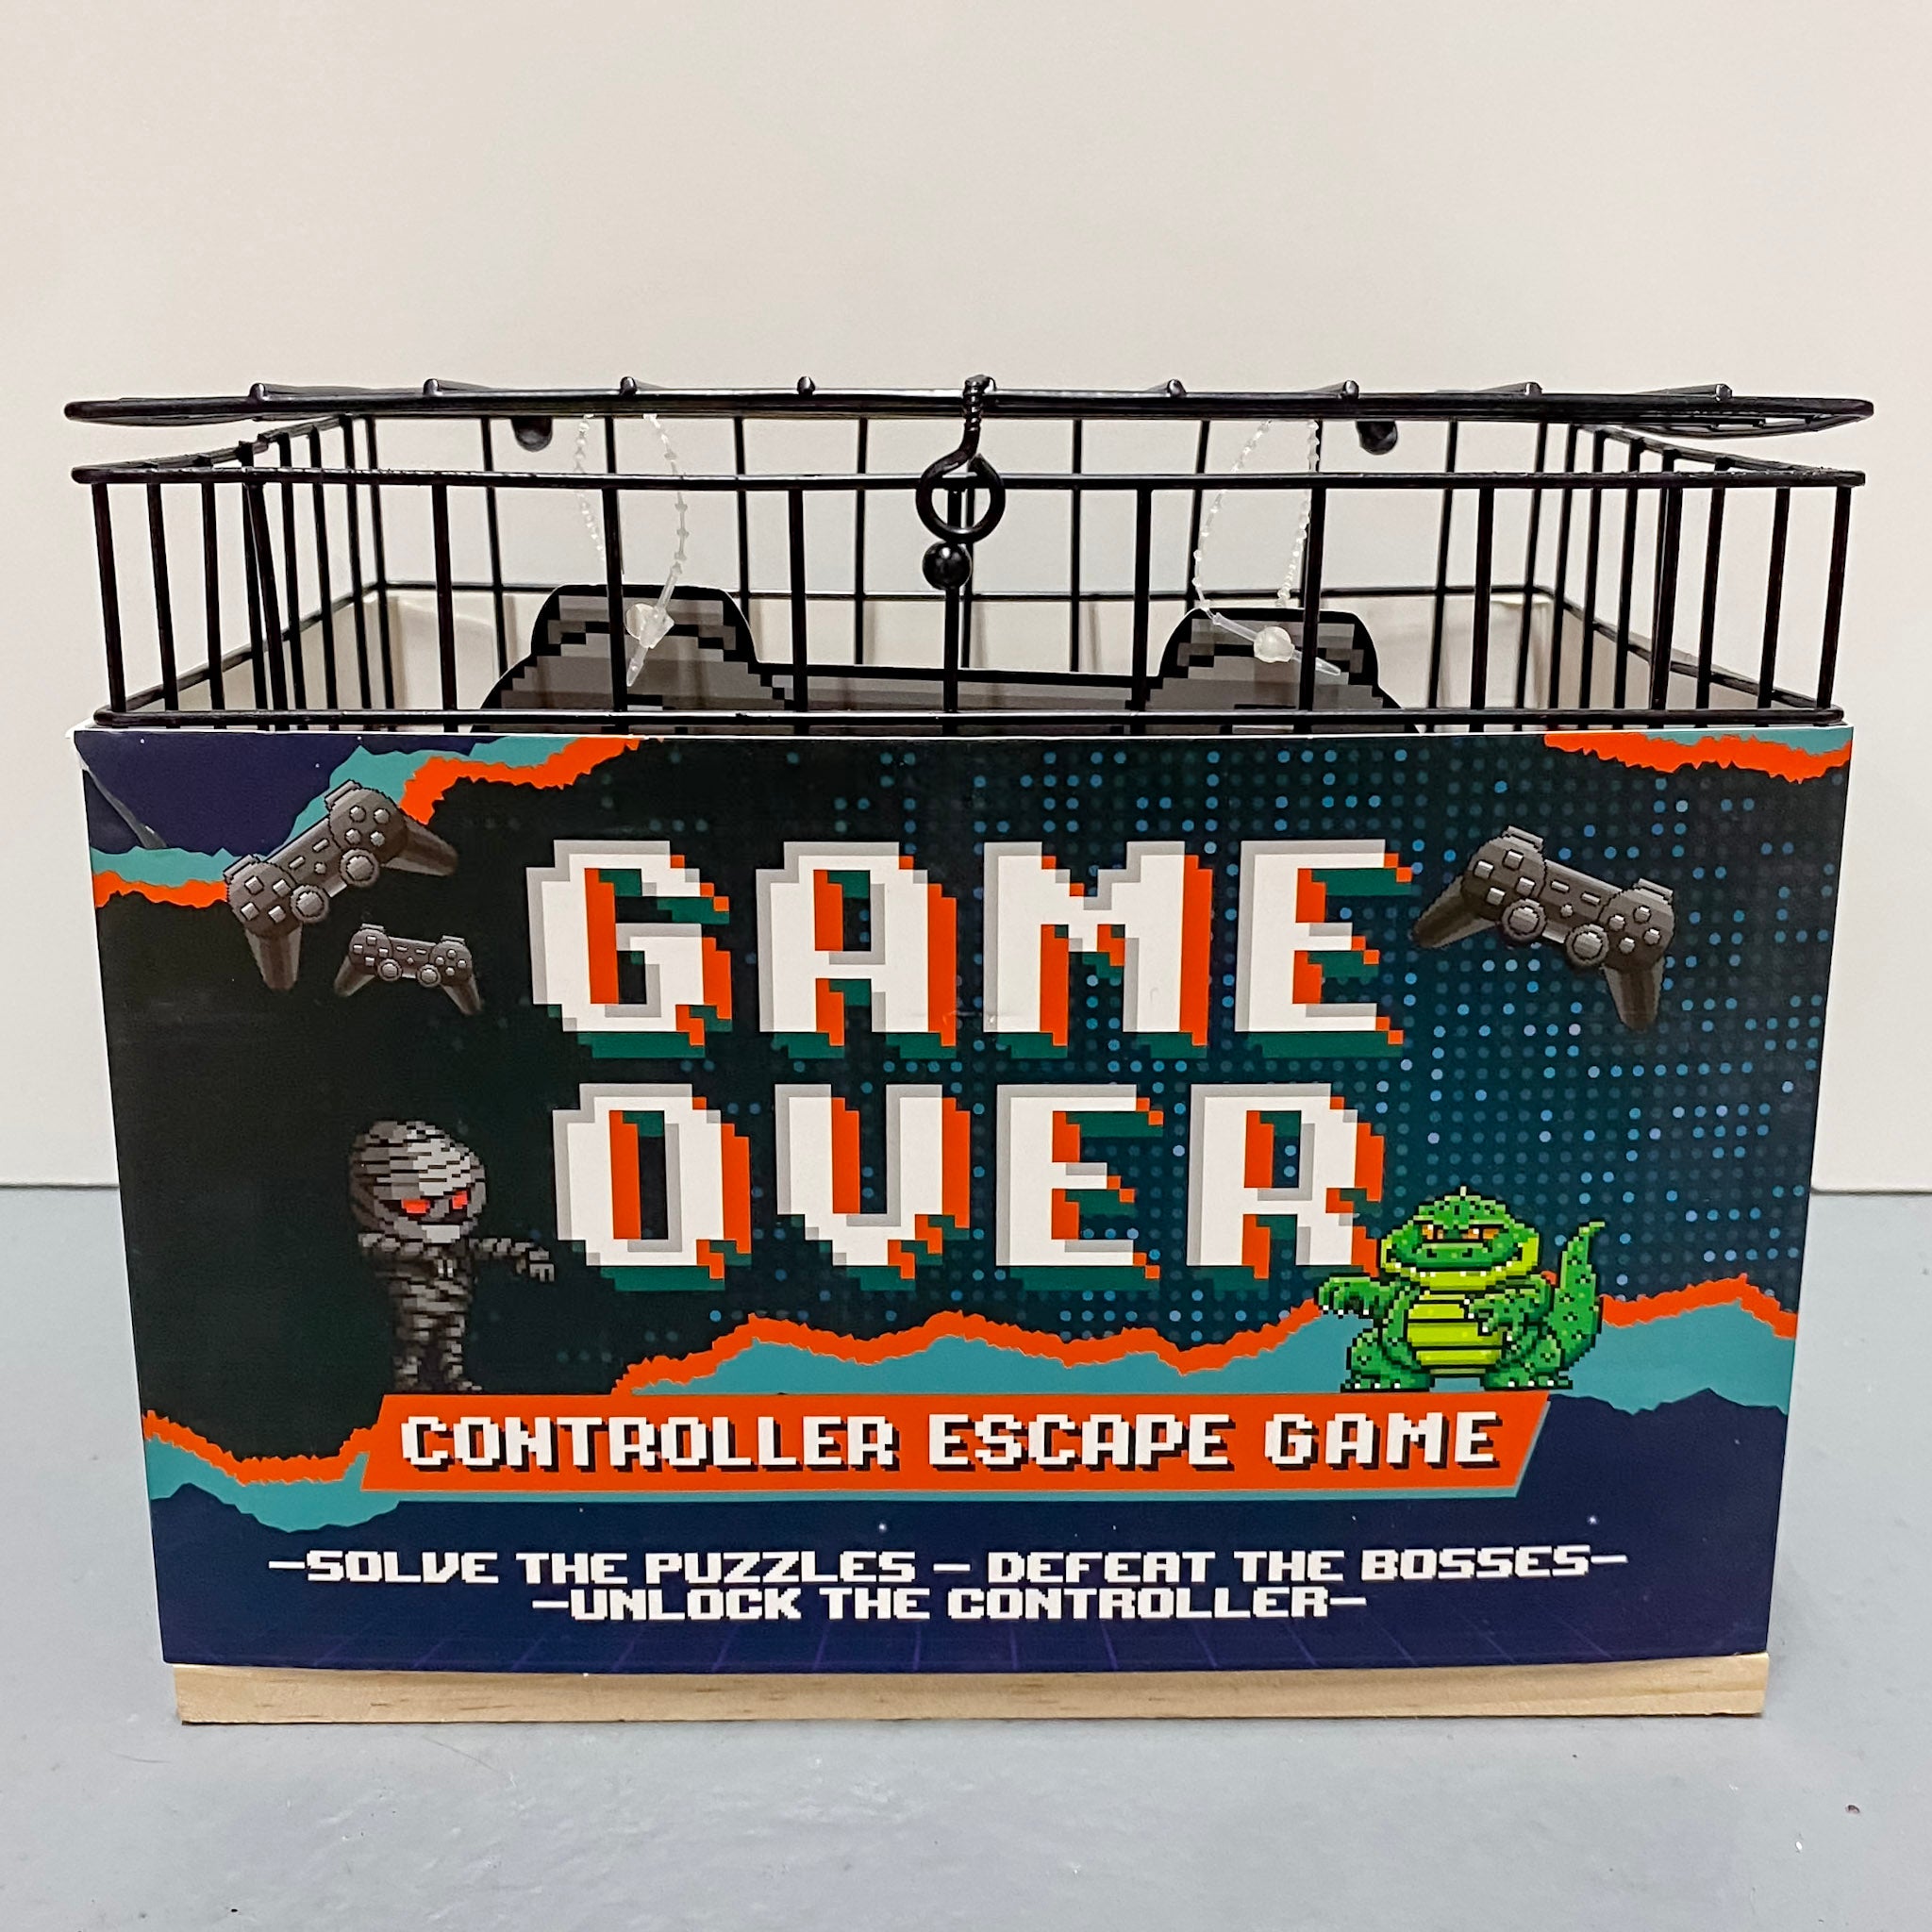 GAME
OVER
CONTROLLER ESCAPE GAME
—SOLVE THE PUZZLES — DEFEAT THE BOSSES—
—UNLOCK THE CONTROLLER—